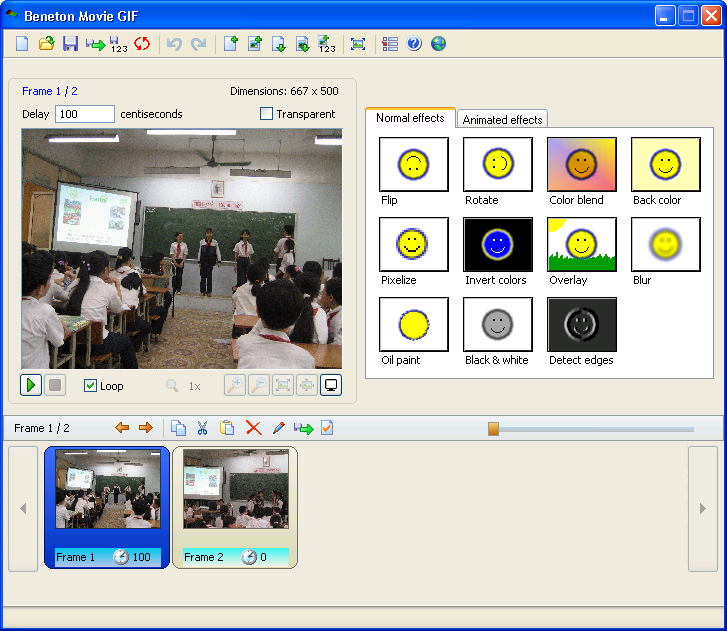 Beneton Movie GIF
123
123
Frame 1 / 2
Dimensions: 667 x 500
Delay 100 centiseconds
Transparent
Loop
1x
Normal effects
Animated effects
Flip
Rotate
Color blend
Back color
Pixelize
Invert colors
Overlay
Blur
Oil paint
Black & white
Detect edges
Frame 1 / 2
Frame 1
100
Frame 2
0